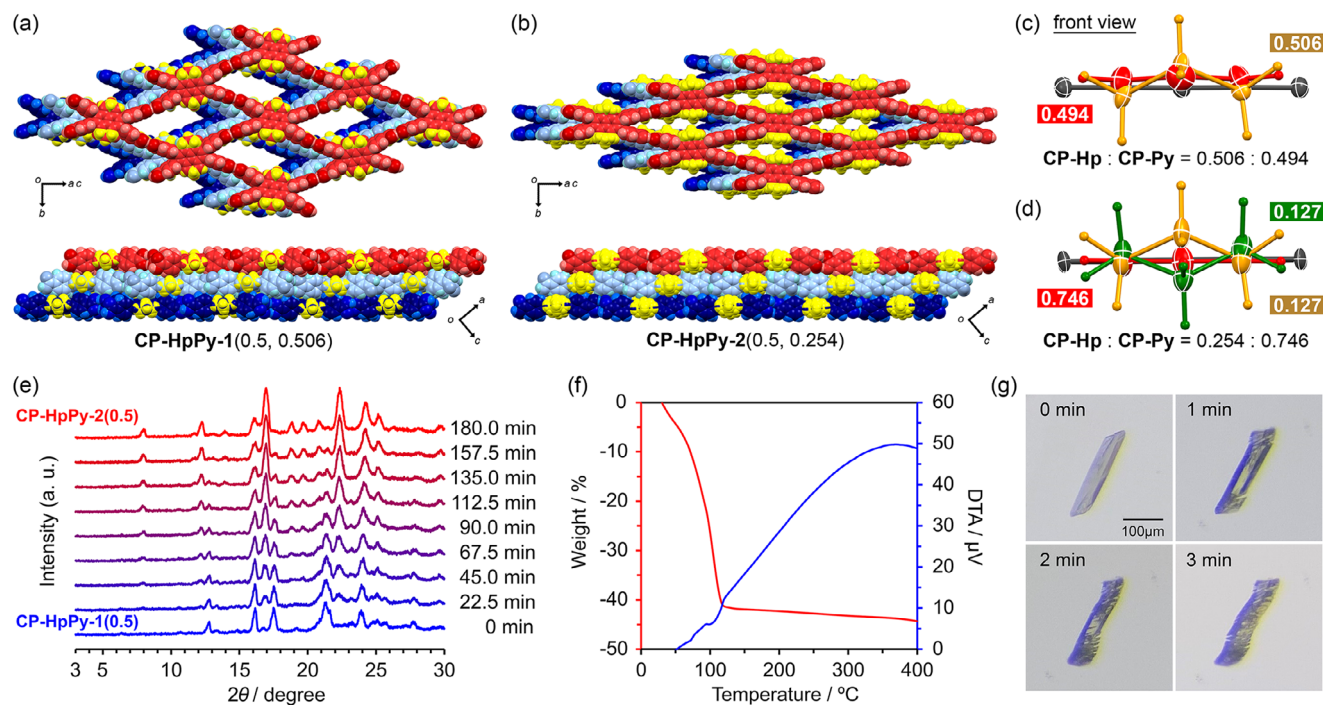 (a)
o
a c
b
a
o
c
CP-HpPy-1(0.5, 0.506)
(b)
o
a c
b
a
o
c
CP-HpPy-2(0.5, 0.254)
(c) front view
0.506
0.494
CP-Hp : CP-Py = 0.506 : 0.494
(d)
0.127
0.746
0.127
CP-Hp : CP-Py = 0.254 : 0.746
(e)
CP-HpPy-2(0.5)
180.0 min
157.5 min
135.0 min
112.5 min
90.0 min
67.5 min
45.0 min
22.5 min
CP-HpPy-1(0.5)
0 min
Intensity (a. u.)
3 10 15 20 25 30
2θ / degree
(f)
0
-10
-20
-30
-40
-50
Weight / %
60
50
40
30
20
10
0
DTA / µV
0 100 200 300 400
Temperature / ºC
(g)
0 min
100µm
1 min
2 min
3 min